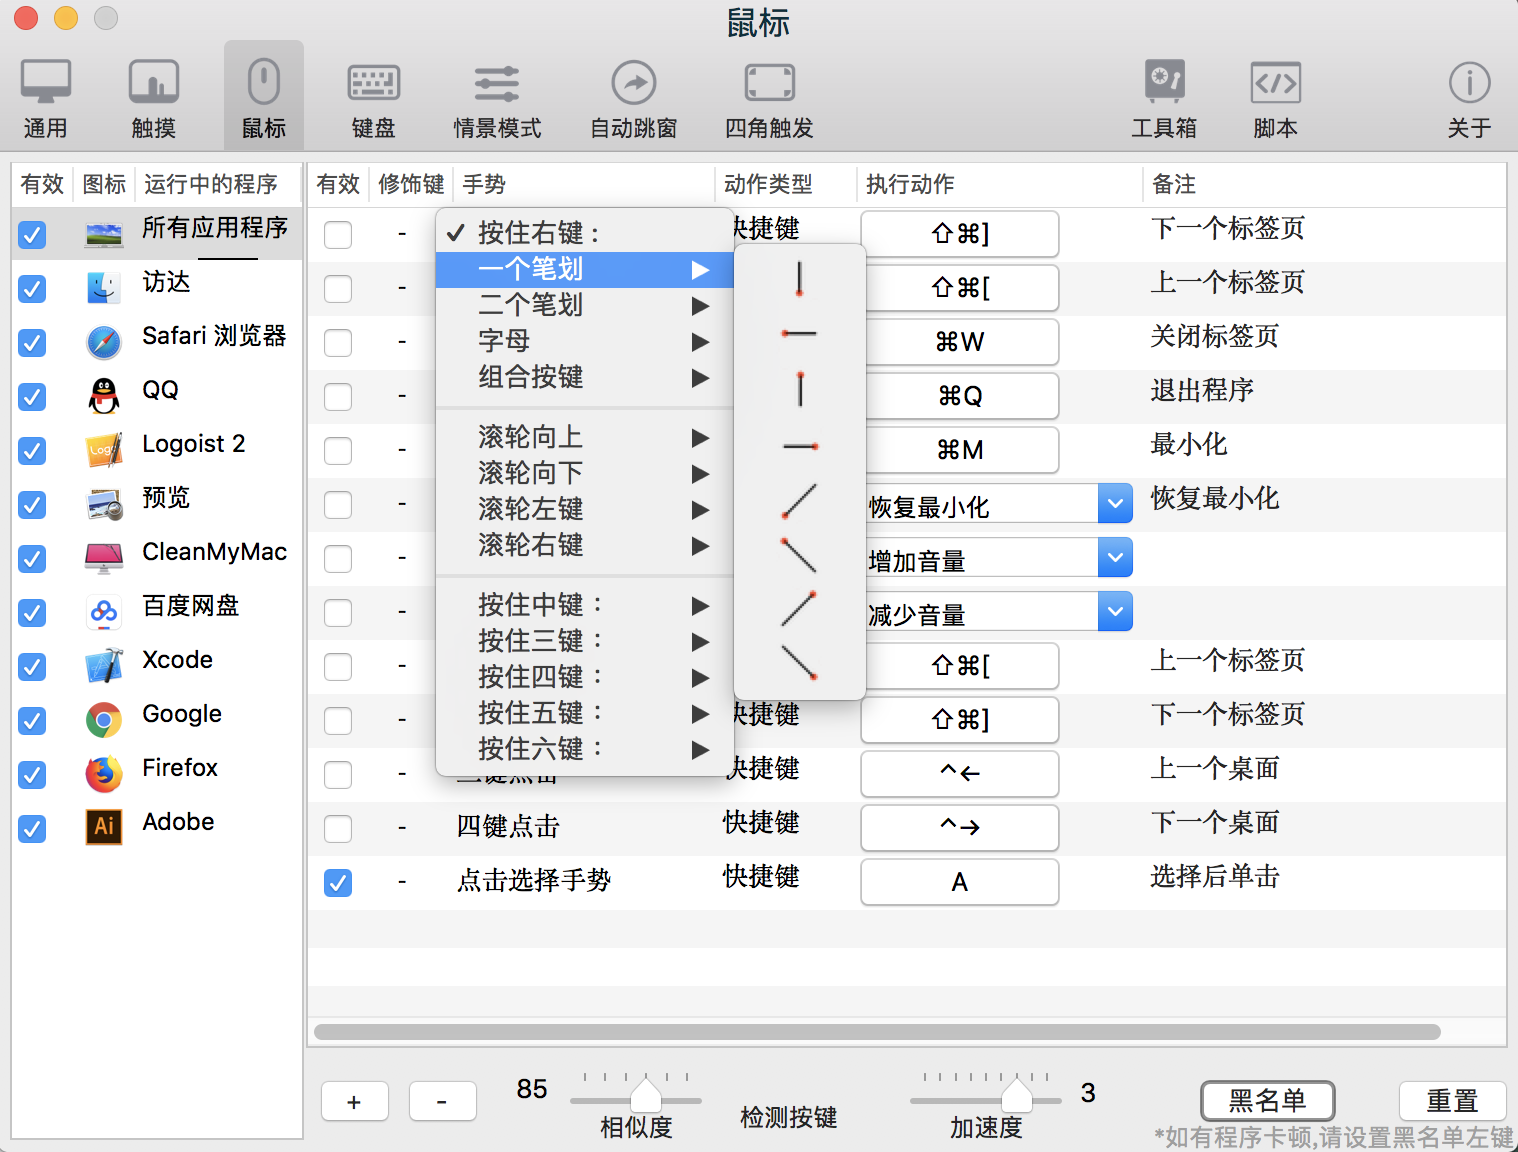 鼠标
通用 触摸 鼠标 键盘 情景模式 自动跳窗 四角触发 工具箱 脚本 关于
有效 图标 运行中的程序 有效 修饰键 手势 动作类型 执行动作 备注
所有应用程序
访达
Safari 浏览器
QQ
Logoist 2
预览
CleanMyMac
百度网盘
Xcode
Google
Firefox
Ai Adobe
✓ 按住右键：
一个笔划 ▶
二个笔划 ▶
字母 ▶
组合按键 ▶
滚轮向上 ▶
滚轮向下 ▶
滚轮左键 ▶
滚轮右键 ▶
按住中键： ▶
按住三键： ▶
按住四键： ▶
按住五键： ▶
按住六键： ▶
- 快捷键 ⇧⌘] 下一个标签页
- ⇧⌘[ 上一个标签页
- ⌘W 关闭标签页
- ⌘Q 退出程序
- ⌘M 最小化
- 恢复最小化 恢复最小化
- 增加音量
- 减少音量
- ⇧⌘[ 上一个标签页
- 快捷键 ⇧⌘] 下一个标签页
- 三键点击 快捷键 ^← 上一个桌面
- 四键点击 快捷键 ^→ 下一个桌面
- 点击选择手势 快捷键 A 选择后单击
+ - 85 相似度 检测按键 加速度 3 黑名单 重置
*如有程序卡顿,请设置黑名单左键